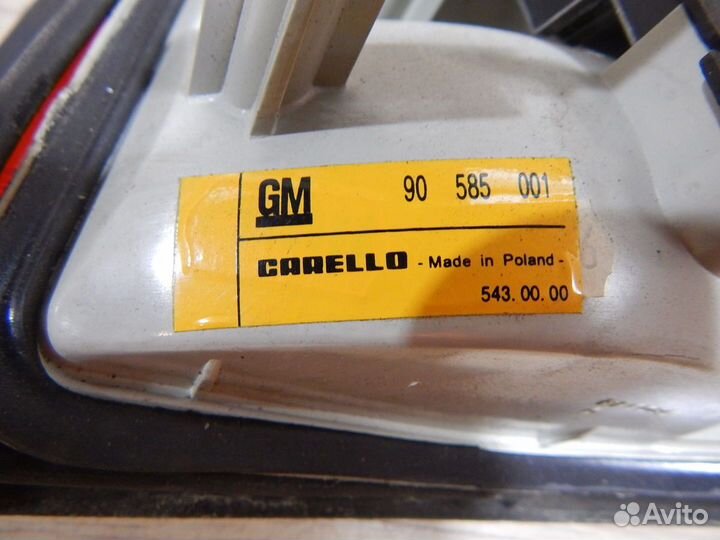 GM 90 585 001
CARELLO - Made in Poland -
543. 00. 00
Avito